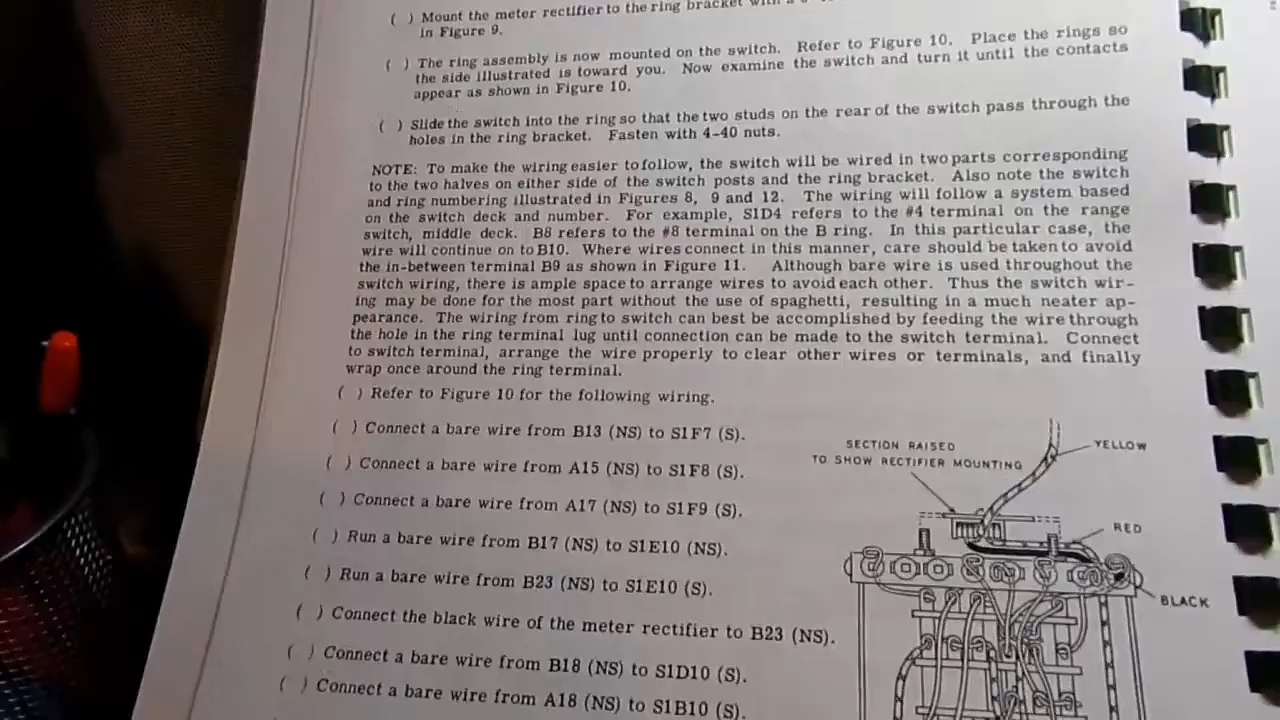 ( ) Mount the meter rectifier to the ring bracket with a
in Figure 9.
( ) The ring assembly is now mounted on the switch. Refer to Figure 10. Place the rings so
the side illustrated is toward you. Now examine the switch and turn it until the contacts
appear as shown in Figure 10.
( ) Slide the switch into the ring so that the two studs on the rear of the switch pass through the
holes in the ring bracket. Fasten with 4-40 nuts.
NOTE: To make the wiring easier to follow, the switch will be wired in two parts corresponding
to the two halves on either side of the switch posts and the ring bracket. Also note the switch
and ring numbering illustrated in Figures 8, 9 and 12. The wiring will follow a system based
on the switch deck and number. For example, S1D4 refers to the #4 terminal on the range
switch, middle deck. B8 refers to the #8 terminal on the B ring. In this particular case, the
wire will continue on to B10. Where wires connect in this manner, care should be taken to avoid
the in-between terminal B9 as shown in Figure 11. Although bare wire is used throughout the
switch wiring, there is ample space to arrange wires to avoid each other. Thus the switch wir-
ing may be done for the most part without the use of spaghetti, resulting in a much neater ap-
pearance. The wiring from ring to switch can best be accomplished by feeding the wire through
the hole in the ring terminal lug until connection can be made to the switch terminal. Connect
to switch terminal, arrange the wire properly to clear other wires or terminals, and finally
wrap once around the ring terminal.
( ) Refer to Figure 10 for the following wiring.
( ) Connect a bare wire from B13 (NS) to S1F7 (S).
( ) Connect a bare wire from A15 (NS) to S1F8 (S).
( ) Connect a bare wire from A17 (NS) to S1F9 (S).
( ) Run a bare wire from B17 (NS) to S1E10 (NS).
( ) Run a bare wire from B23 (NS) to S1E10 (S).
( ) Connect the black wire of the meter rectifier to B23 (NS).
( ) Connect a bare wire from B18 (NS) to S1D10 (S).
( ) Connect a bare wire from A18 (NS) to S1B10 (S).
SECTION RAISED
TO SHOW RECTIFIER MOUNTING
YELLOW
RED
BLACK